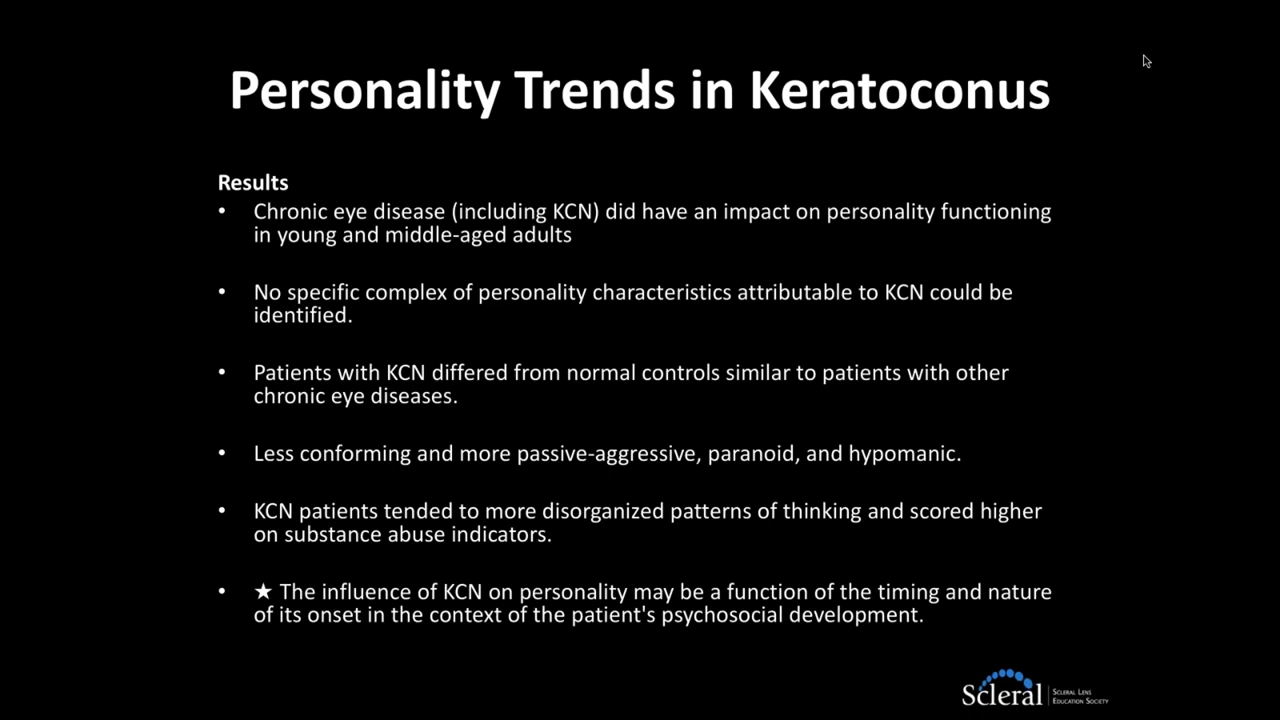 Personality Trends in Keratoconus
Results
• Chronic eye disease (including KCN) did have an impact on personality functioning
in young and middle-aged adults
• No specific complex of personality characteristics attributable to KCN could be
identified.
• Patients with KCN differed from normal controls similar to patients with other
chronic eye diseases.
• Less conforming and more passive-aggressive, paranoid, and hypomanic.
• KCN patients tended to more disorganized patterns of thinking and scored higher
on substance abuse indicators.
• ★ The influence of KCN on personality may be a function of the timing and nature
of its onset in the context of the patient's psychosocial development.
Scleral
Scleral Lens
Education Society